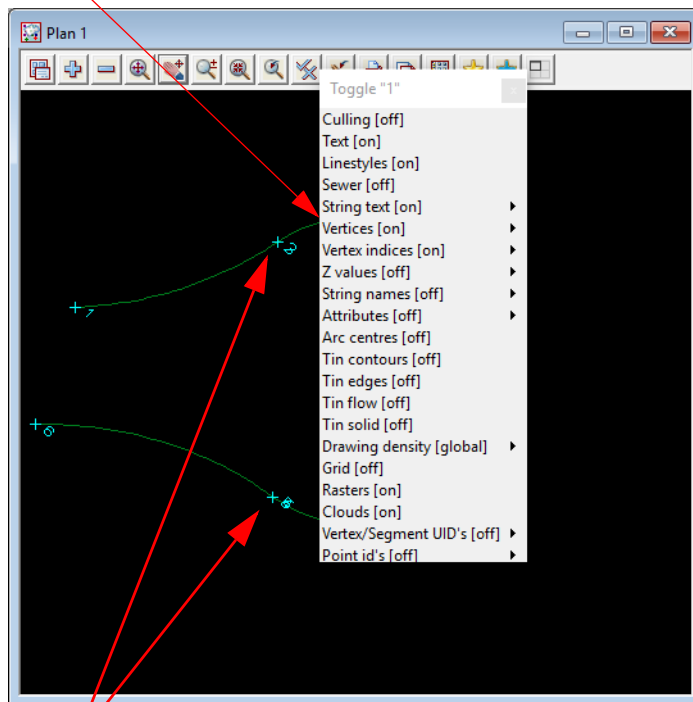 Plan 1
Toggle "1"
x
Culling [off]
Text [on]
Linestyles [on]
Sewer [off]
String text [on]
Vertices [on]
Vertex indices [on]
Z values [off]
String names [off]
Attributes [off]
Arc centres [off]
Tin contours [off]
Tin edges [off]
Tin flow [off]
Tin solid [off]
Drawing density [global]
Grid [off]
Rasters [on]
Clouds [on]
Vertex/Segment UID's [off]
Point id's [off]
1